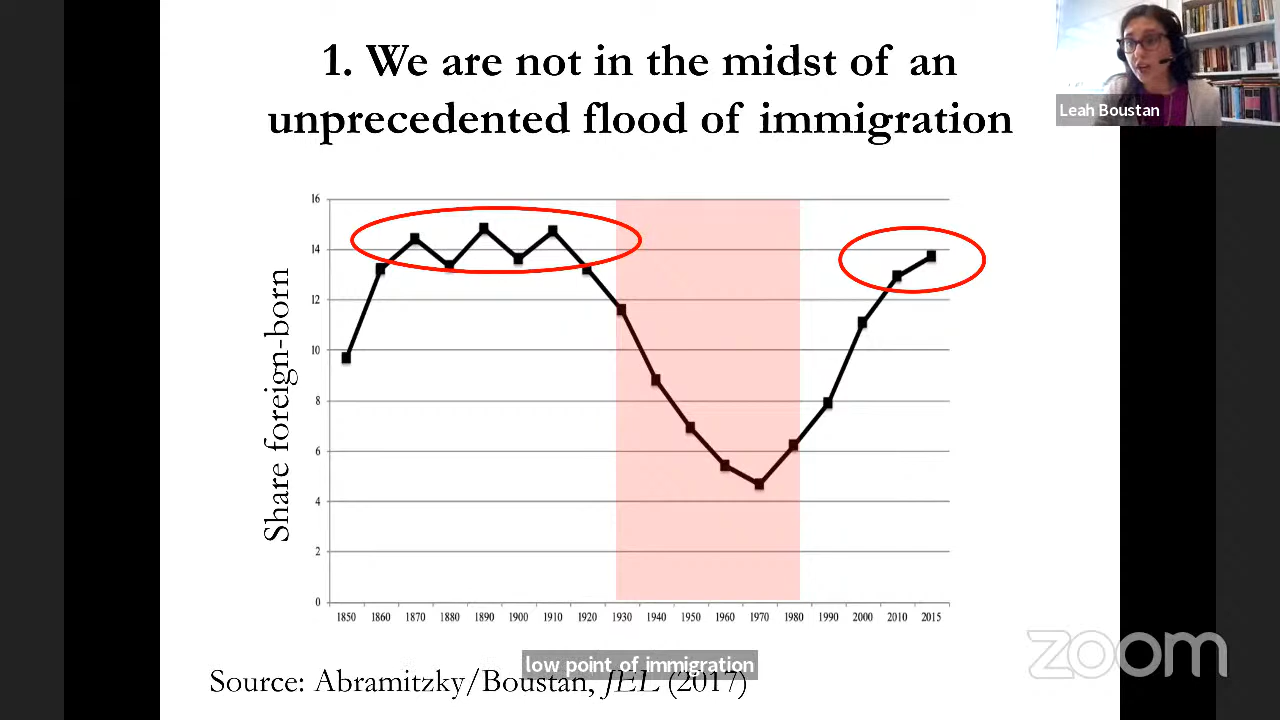 1. We are not in the midst of an
unprecedented flood of immigration
Leah Boustan
Share foreign-born
16
14
12
10
8
6
4
2
0
1850 1860 1870 1880 1890 1900 1910 1920 1930 1940 1950 1960 1970 1980 1990 2000 2010 2015
low point of immigration
Source: Abramitzky/Boustan, JEL (2017)
zoom